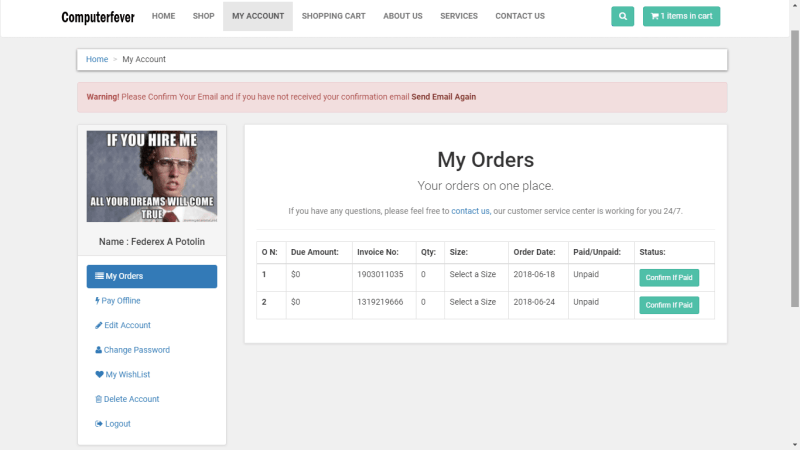 Computerfever
HOME SHOP MY ACCOUNT SHOPPING CART ABOUT US SERVICES CONTACT US
1 items in cart
Home > My Account
Warning! Please Confirm Your Email and if you have not received your confirmation email Send Email Again
IF YOU HIRE ME
ALL YOUR DREAMS WILL COME
TRUE
Name : Federex A Potolin
My Orders
Pay Offline
Edit Account
Change Password
My WishList
Delete Account
Logout
My Orders
Your orders on one place.
If you have any questions, please feel free to contact us, our customer service center is working for you 24/7.
O N: Due Amount: Invoice No: Qty: Size: Order Date: Paid/Unpaid: Status:
1 $0 1903011035 0 Select a Size 2018-06-18 Unpaid Confirm If Paid
2 $0 1319219666 0 Select a Size 2018-06-24 Unpaid Confirm If Paid